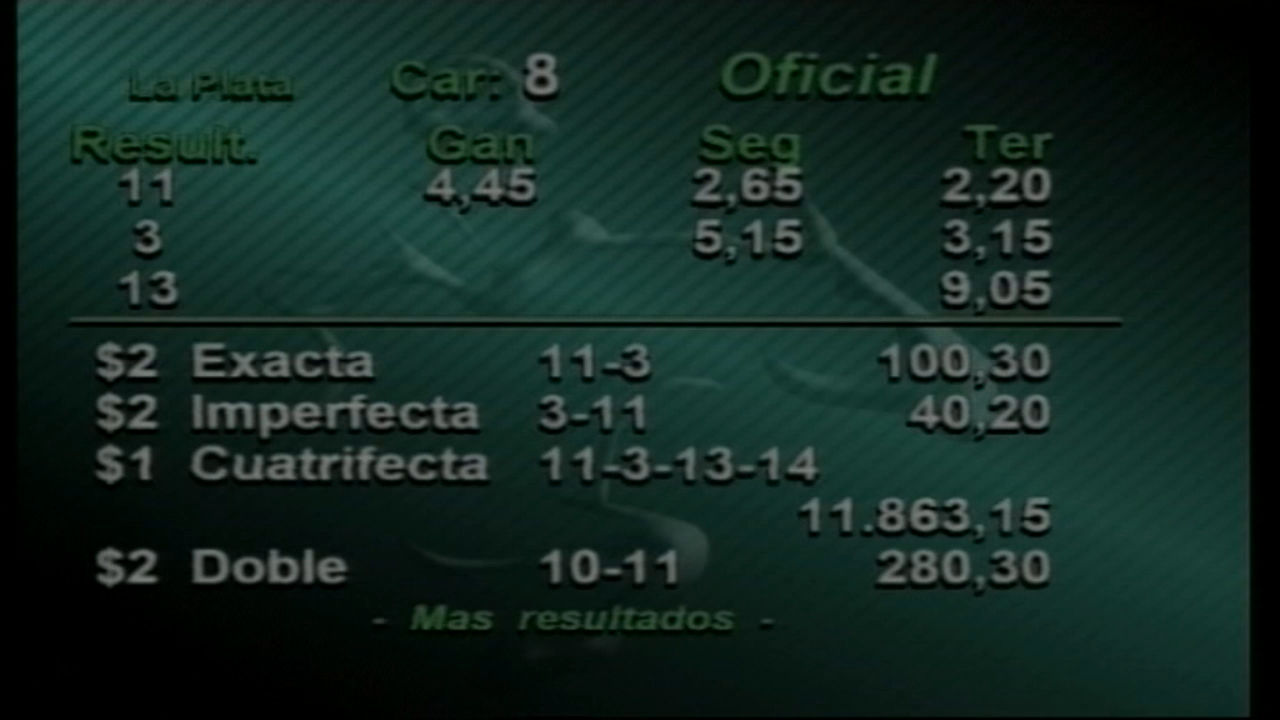 La Plata Car: 8 Oficial
Result. Gan Seg Ter
11 4,45 2,65 2,20
3 5,15 3,15
13 9,05
$2 Exacta 11-3 100,30
$2 Imperfecta 3-11 40,20
$1 Cuatrifecta 11-3-13-14
11.863,15
$2 Doble 10-11 280,30
- Mas resultados -